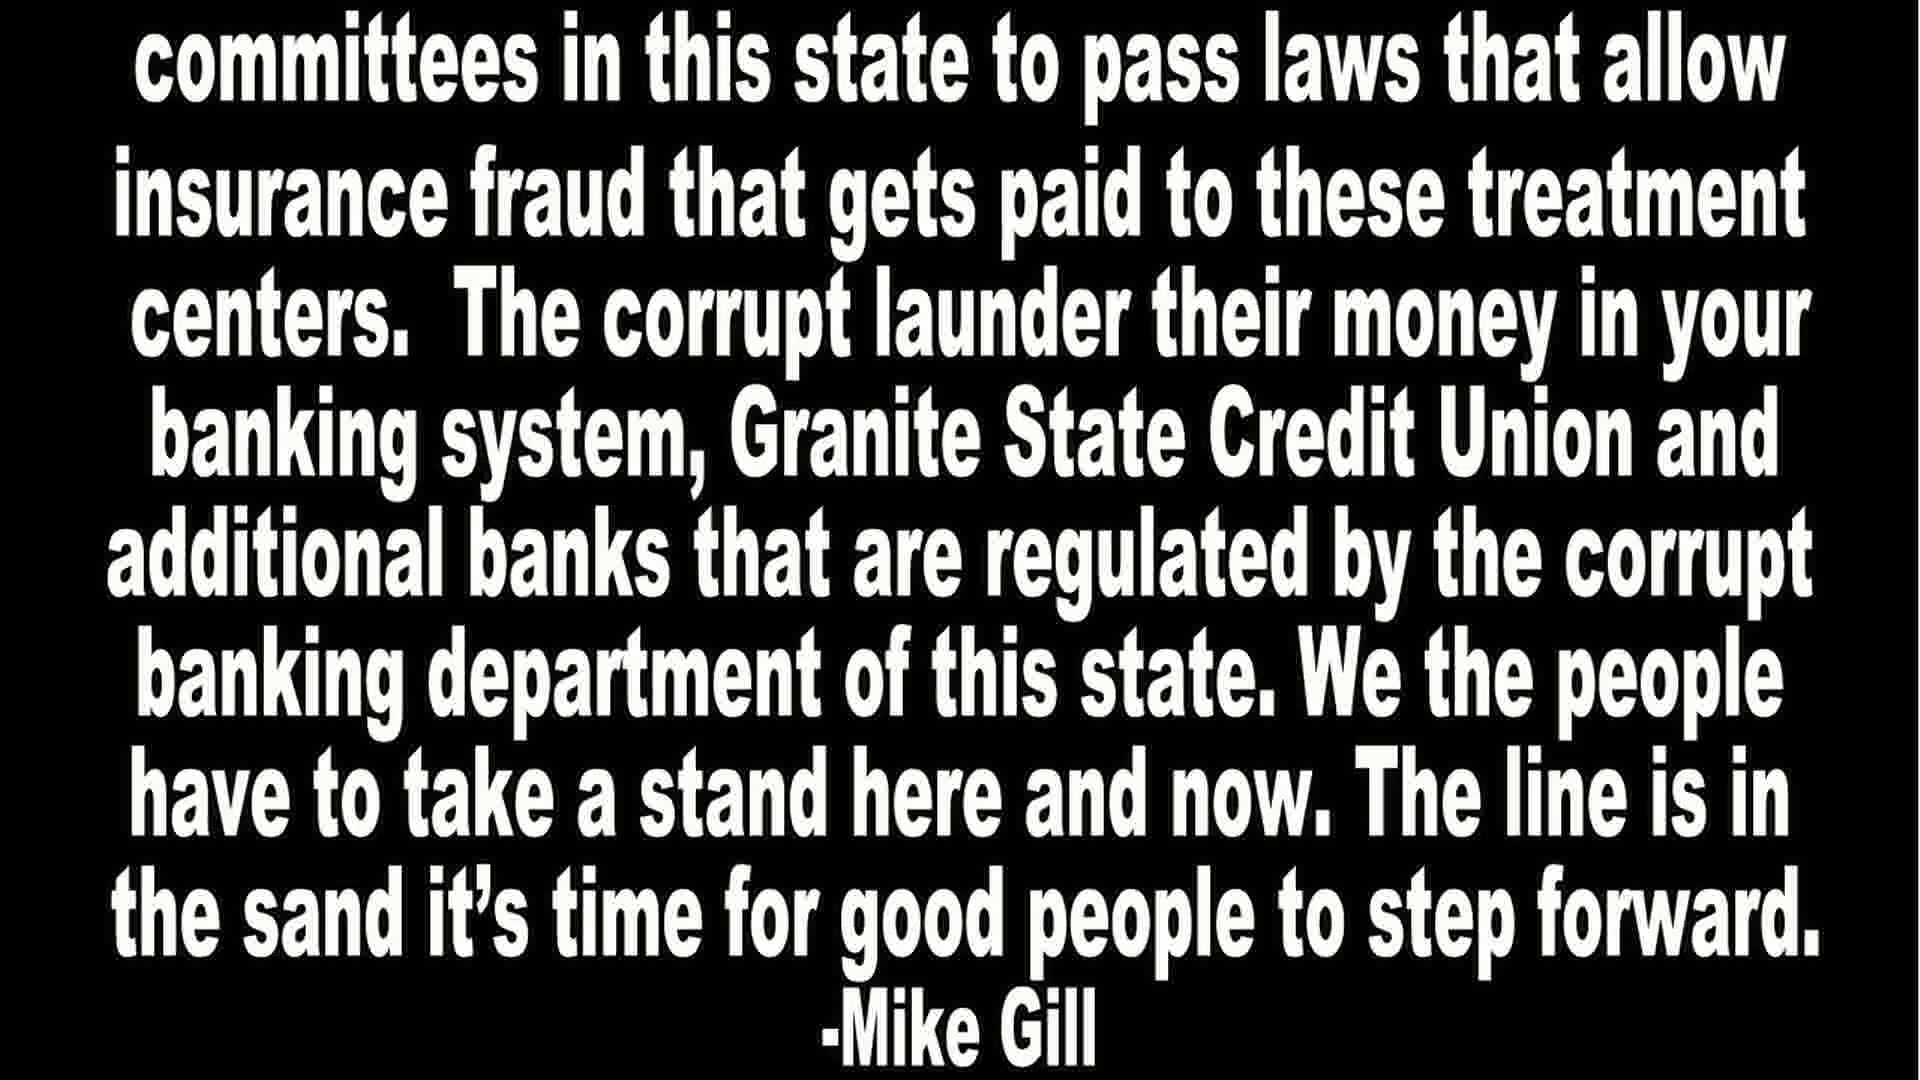 committees in this state to pass laws that allow
insurance fraud that gets paid to these treatment
centers.  The corrupt launder their money in your
banking system, Granite State Credit Union and
additional banks that are regulated by the corrupt
banking department of this state. We the people
have to take a stand here and now. The line is in
the sand it’s time for good people to step forward.
-Mike Gill